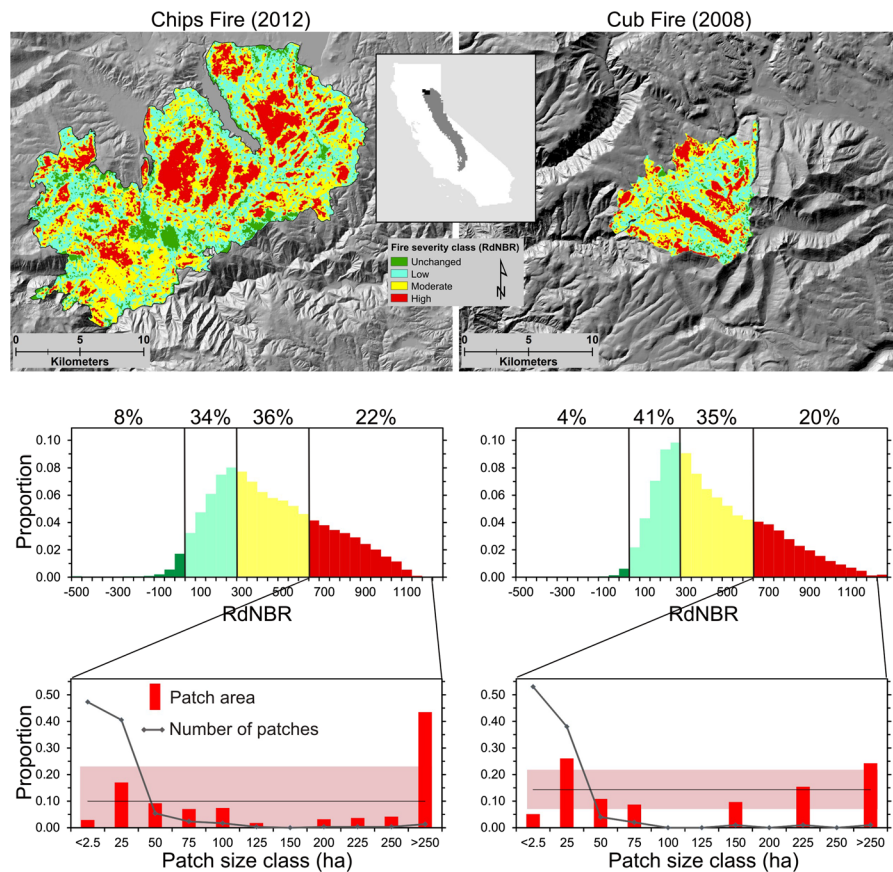 Chips Fire (2012)
Cub Fire (2008)
Fire severity class (RdNBR)
Unchanged
Low
Moderate
High
N
0 5 10
Kilometers
0 5 10
Kilometers
8% 34% 36% 22%
Proportion
0.10
0.08
0.06
0.04
0.02
0.00
-500 -300 -100 100 300 500 700 900 1100
RdNBR
4% 41% 35% 20%
0.10
0.08
0.06
0.04
0.02
0.00
-500 -300 -100 100 300 500 700 900 1100
RdNBR
Proportion
0.50
0.40
0.30
0.20
0.10
0.00
Patch area
Number of patches
<2.5 25 50 75 100 125 150 200 225 250 >250
Patch size class (ha)
0.50
0.40
0.30
0.20
0.10
0.00
<2.5 25 50 75 100 125 150 200 225 250 >250
Patch size class (ha)